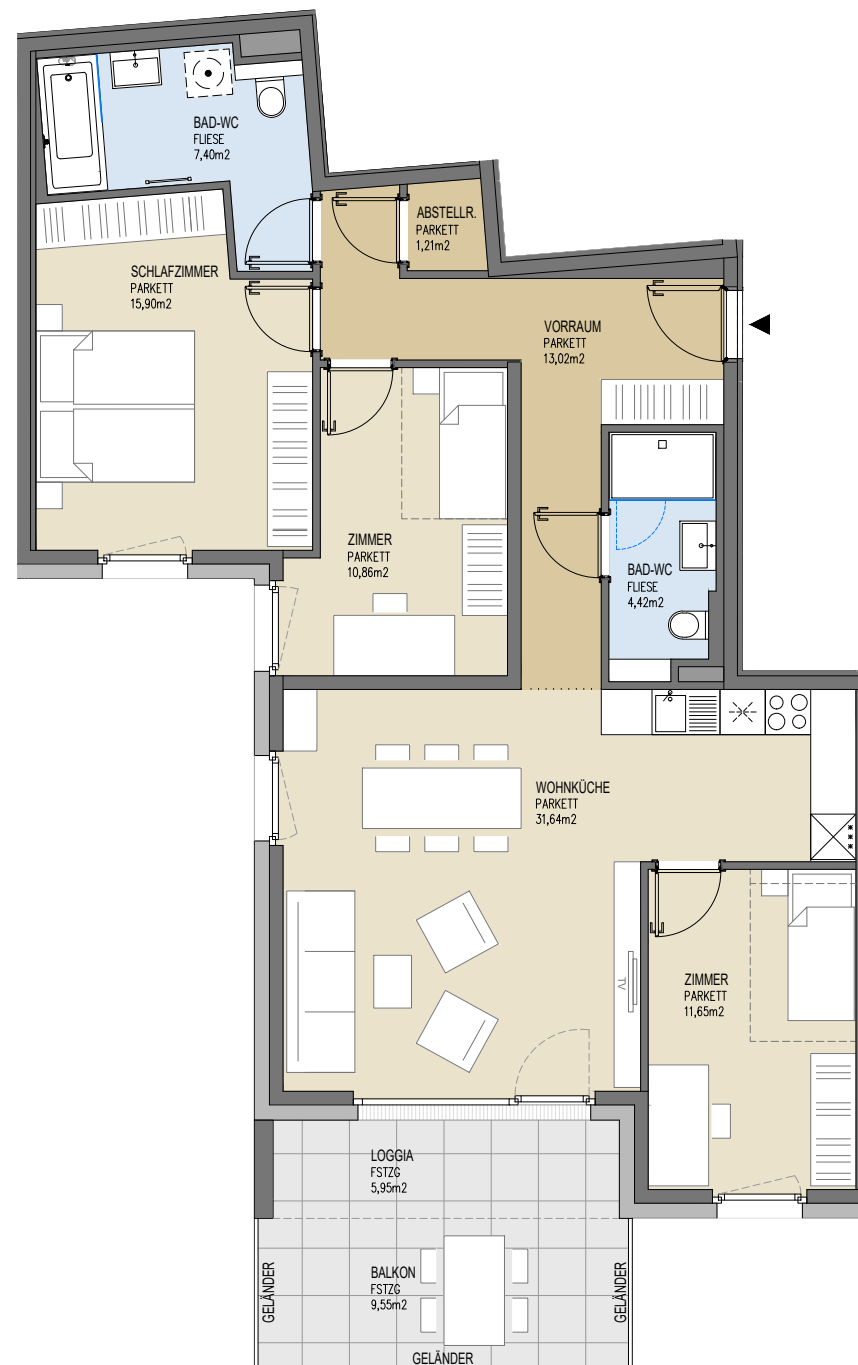 BAD-WC
FLIESE
7,40m2
ABSTELLR.
PARKETT
1,21m2
SCHLAFZIMMER
PARKETT
15,90m2
VORRAUM
PARKETT
13,02m2
ZIMMER
PARKETT
10,86m2
BAD-WC
FLIESE
4,42m2
WOHNKÜCHE
PARKETT
31,64m2
TV
ZIMMER
PARKETT
11,65m2
LOGGIA
FSTZG
5,95m2
BALKON
FSTZG
9,55m2
GELÄNDER
GELÄNDER
GELÄNDER